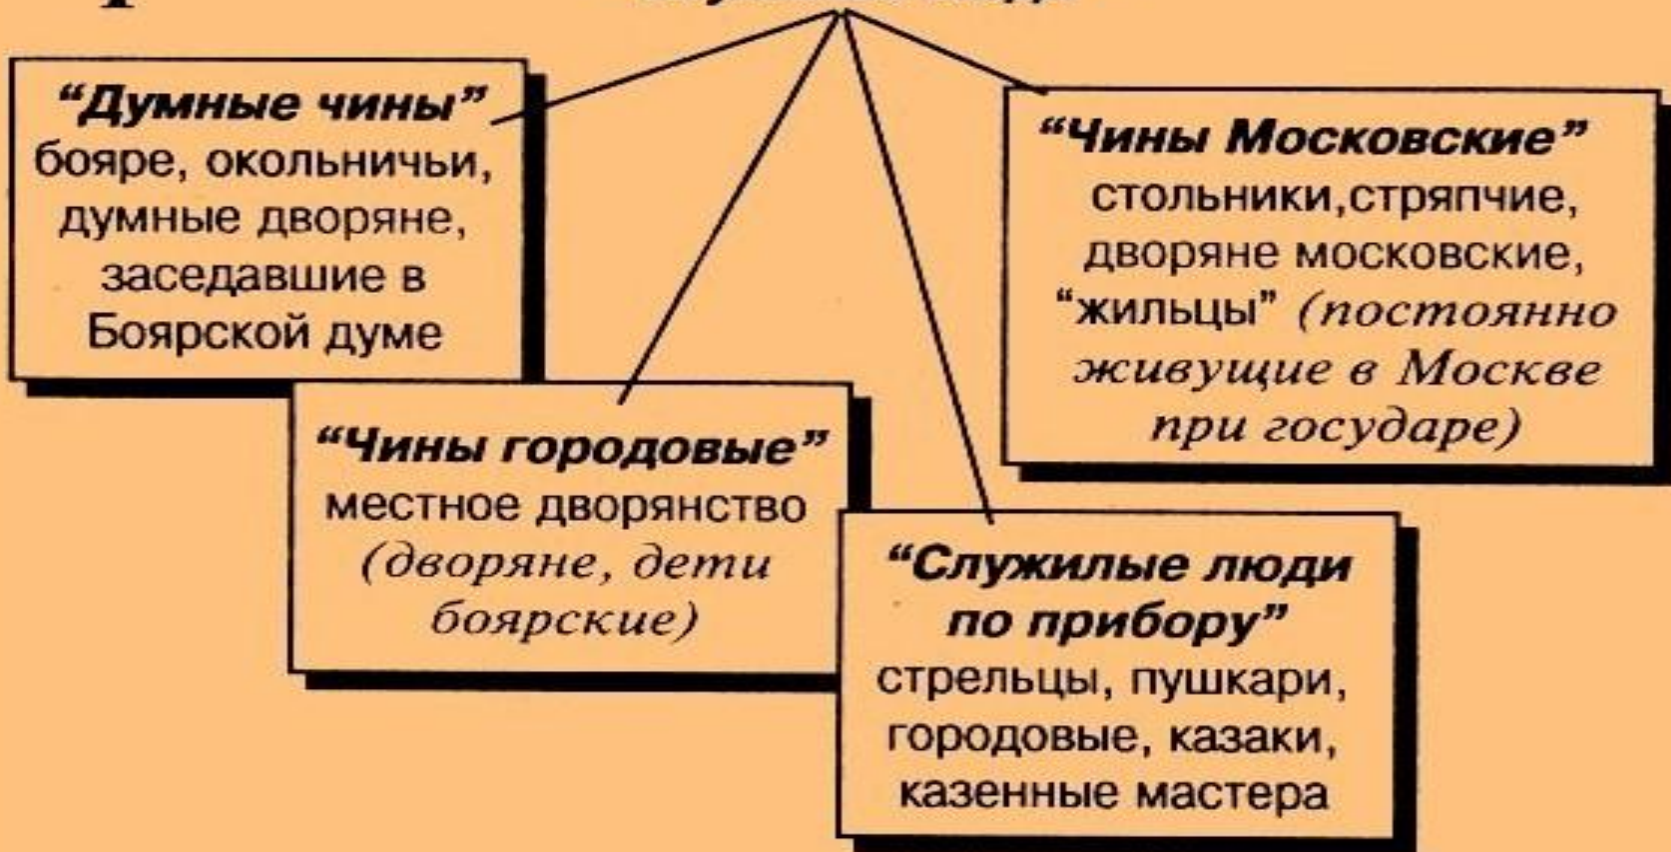 “Думные чины”
бояре, окольничьи,
думные дворяне,
заседавшие в
Боярской думе
“Чины Московские”
стольники,стряпчие,
дворяне московские,
“жильцы” (постоянно
живущие в Москве
при государе)
“Чины городовые”
местное дворянство
(дворяне, дети
боярские)
“Служилые люди
по прибору”
стрельцы, пушкари,
городовые, казаки,
казенные мастера